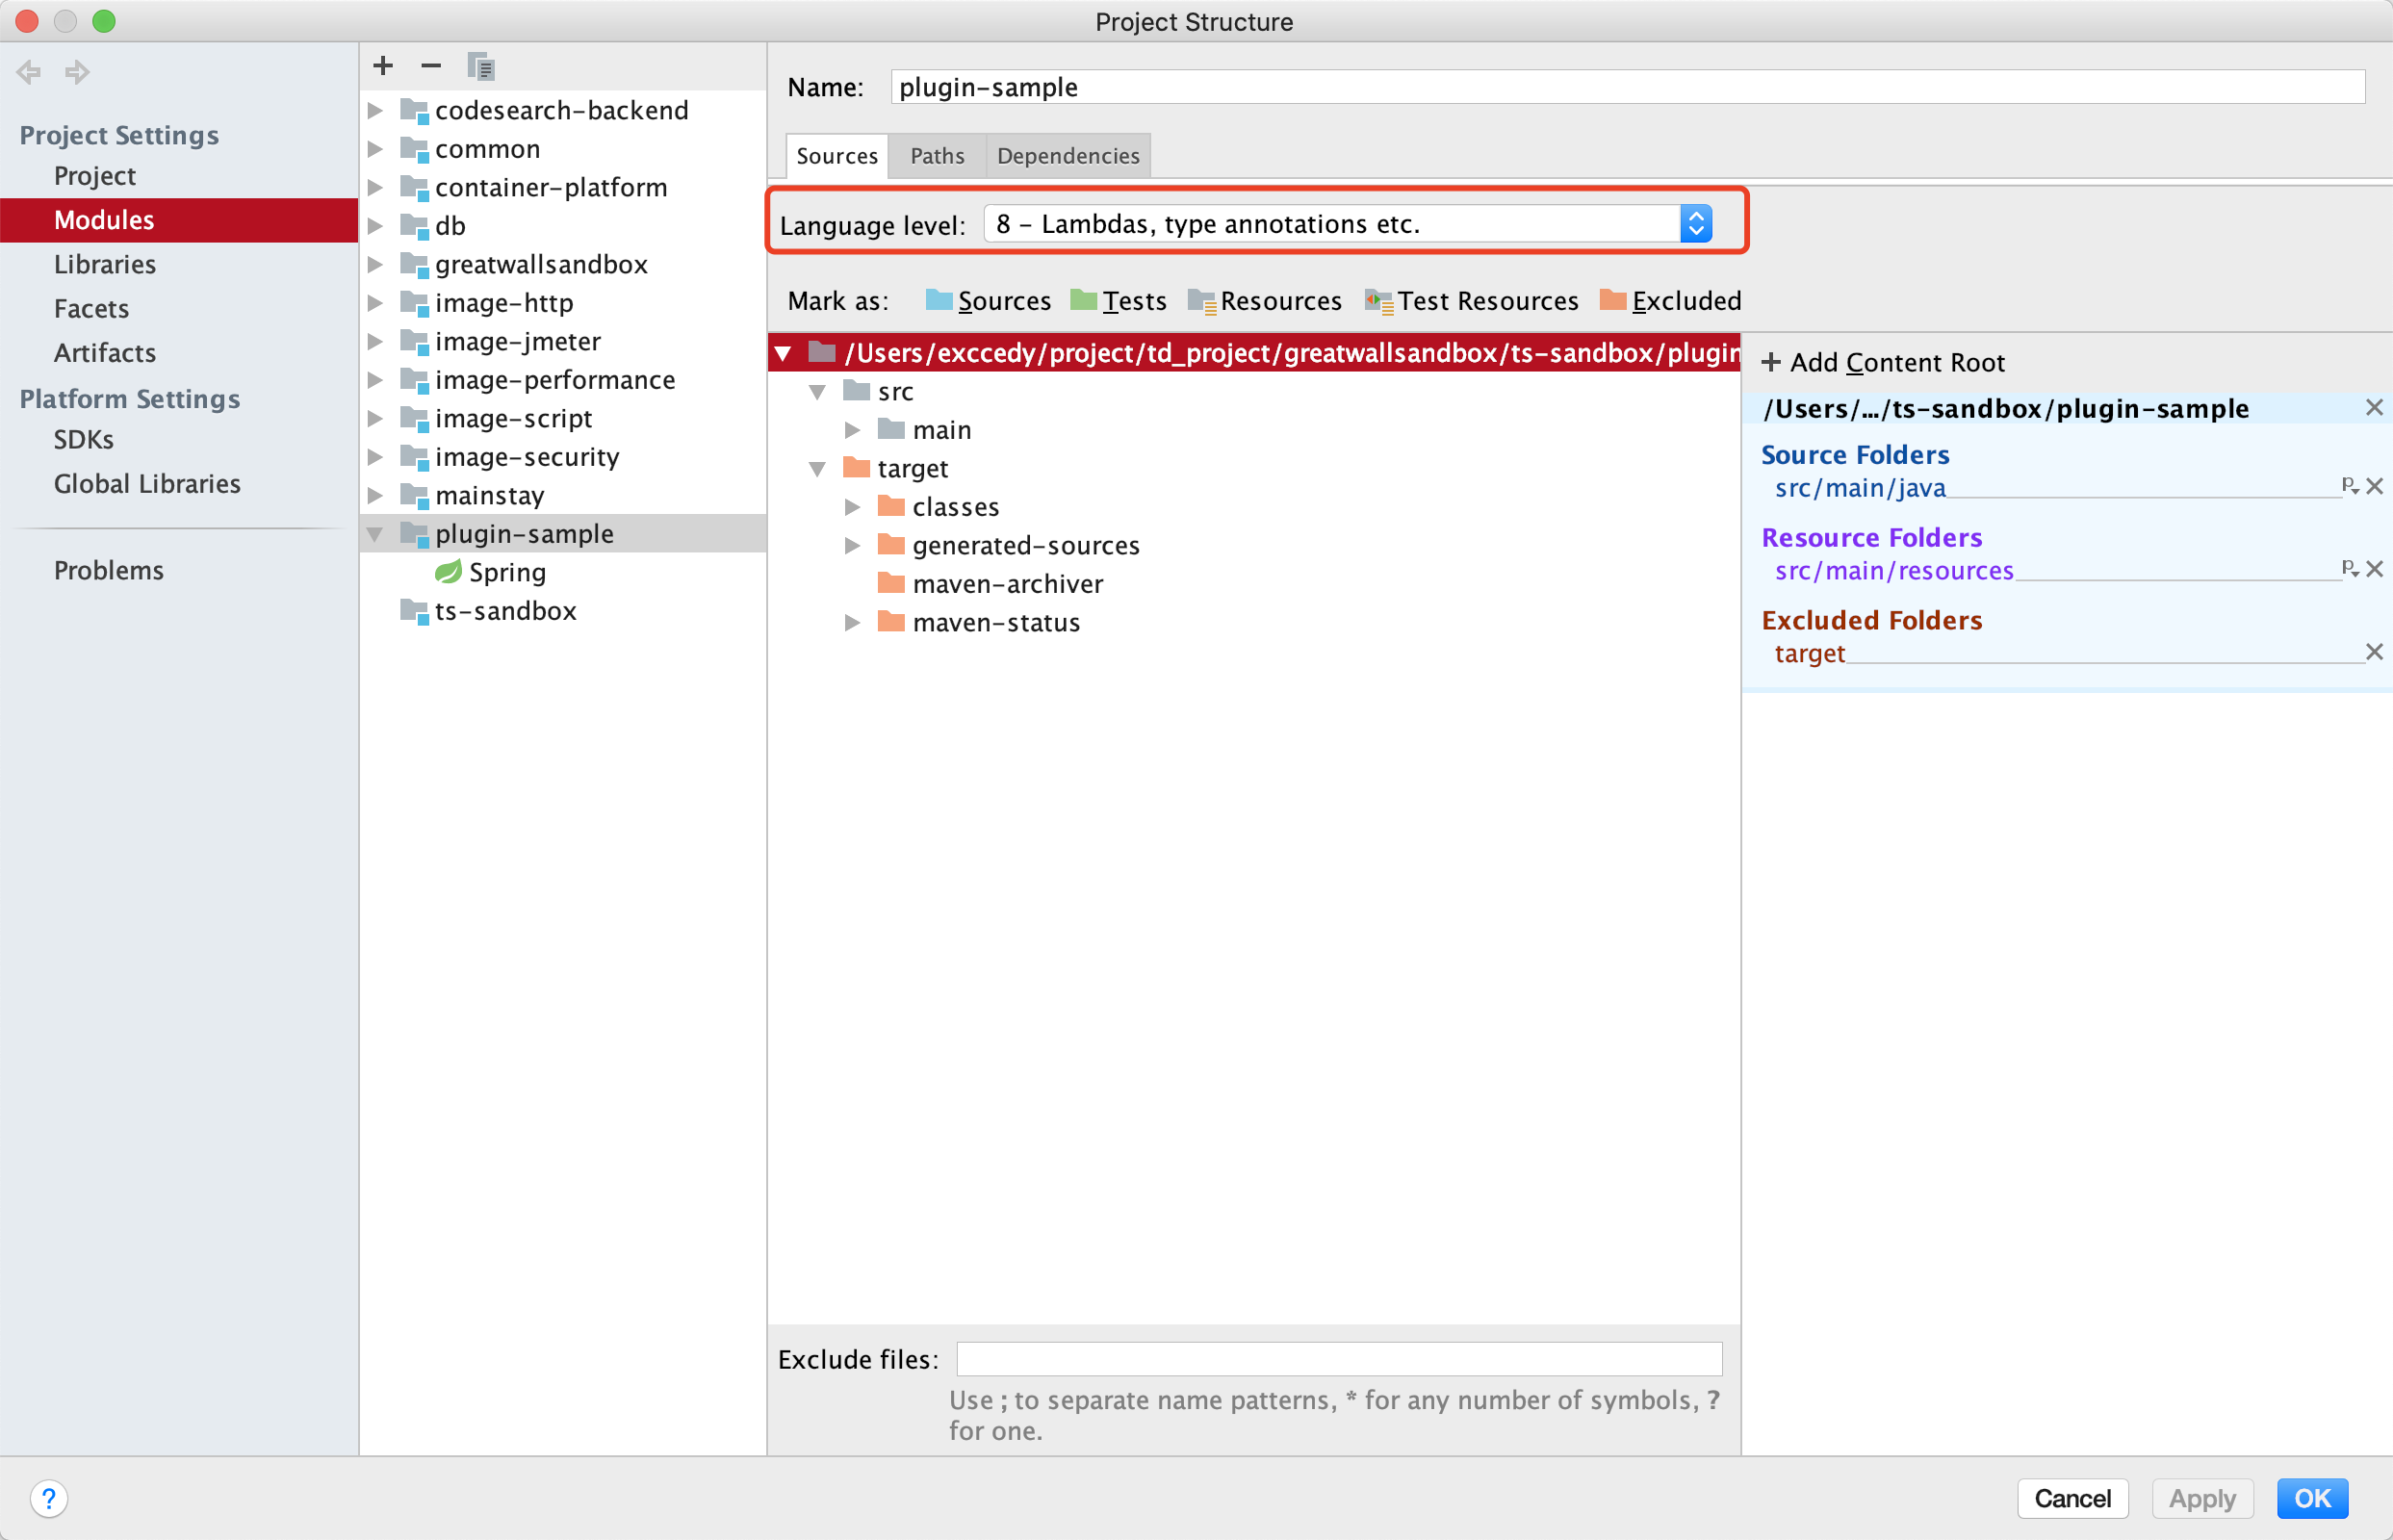 Project Structure
Project Settings
Project
Modules
Libraries
Facets
Artifacts
Platform Settings
SDKs
Global Libraries
Problems
codesearch-backend
common
container-platform
db
greatwallsandbox
image-http
image-jmeter
image-performance
image-script
image-security
mainstay
plugin-sample
Spring
ts-sandbox
Name: plugin-sample
Sources Paths Dependencies
Language level: 8 – Lambdas, type annotations etc.
Mark as: Sources Tests Resources Test Resources Excluded
/Users/exccedy/project/td_project/greatwallsandbox/ts-sandbox/plugin
src
main
target
classes
generated-sources
maven-archiver
maven-status
Exclude files:
Use ; to separate name patterns, * for any number of symbols, ?
for one.
+ Add Content Root
/Users/.../ts-sandbox/plugin-sample
Source Folders
src/main/java
Resource Folders
src/main/resources
Excluded Folders
target
? Cancel Apply OK